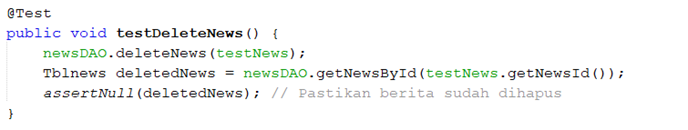 @Test
public void testDeleteNews() {
    newsDAO.deleteNews(testNews);
    Tblnews deletedNews = newsDAO.getNewsById(testNews.getNewsId());
    assertNull(deletedNews); // Pastikan berita sudah dihapus
}